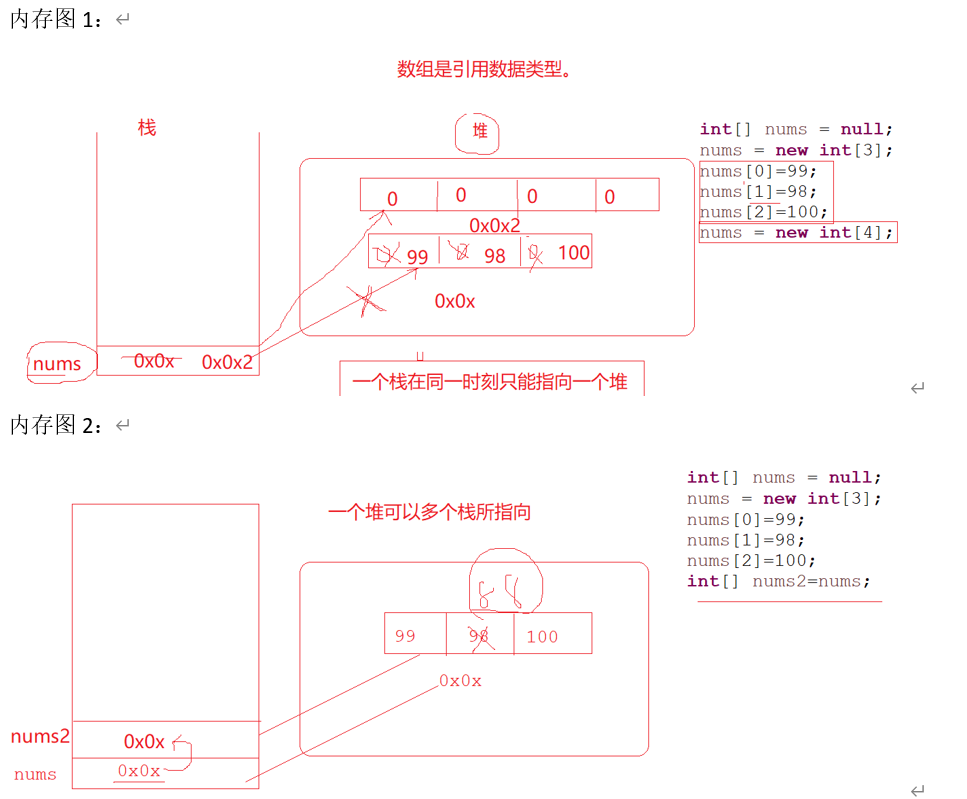 内存图 1：
数组是引用数据类型。
栈
堆
int[] nums = null;
nums = new int[3];
nums[0]=99;
nums[1]=98;
nums[2]=100;
nums = new int[4];
0 0 0 0
0x0x2
0 99 0 98 0 100
0x0x
nums 0x0x 0x0x2
一个栈在同一时刻只能指向一个堆
内存图 2：
一个堆可以多个栈所指向
int[] nums = null;
nums = new int[3];
nums[0]=99;
nums[1]=98;
nums[2]=100;
int[] nums2=nums;
88
99 98 100
0x0x
nums2 0x0x
nums 0x0x